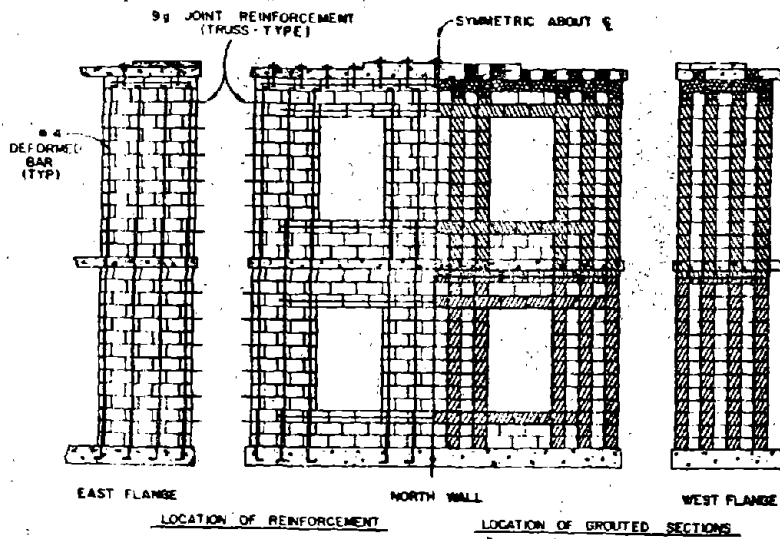 9g JOINT REINFORCEMENT
(TRUSS-TYPE)
SYMMETRIC ABOUT ℄
#4
DEFORMED
BAR
(TYP)
EAST FLANGE
NORTH WALL
WEST FLANGE
LOCATION OF REINFORCEMENT
LOCATION OF GROUTED SECTIONS